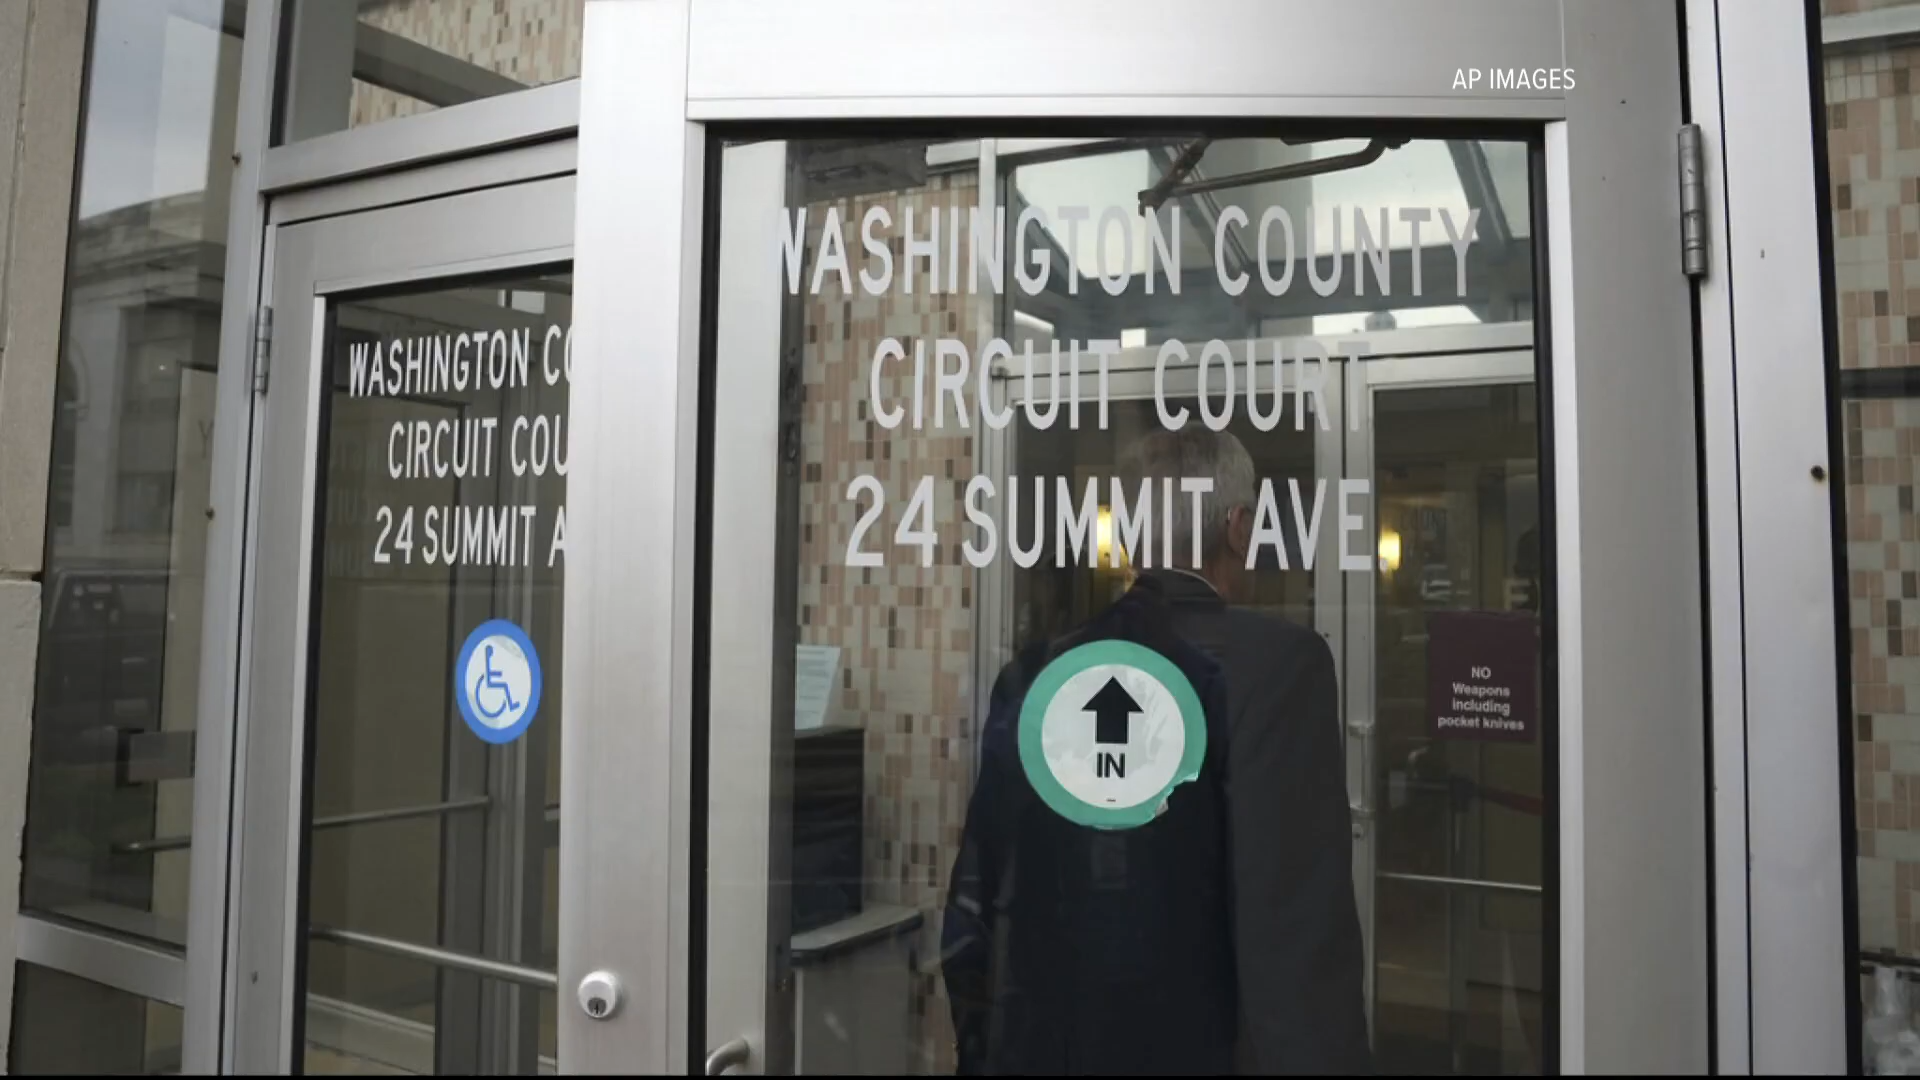 AP IMAGES
WASHINGTON CO
CIRCUIT COU
24 SUMMIT A
WASHINGTON COUNTY
CIRCUIT COURT
24 SUMMIT AVE.
IN
NO
Weapons
including
pocket knives